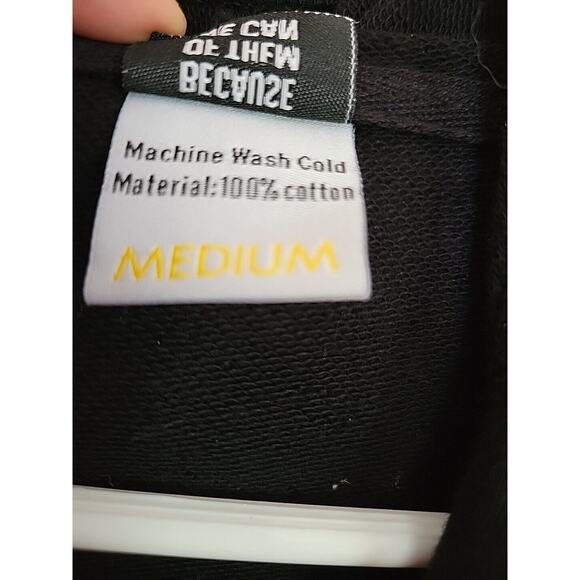 BECAUSE
OF THEM
WE CAN
Machine Wash Cold
Material:100% cotton
MEDIUM